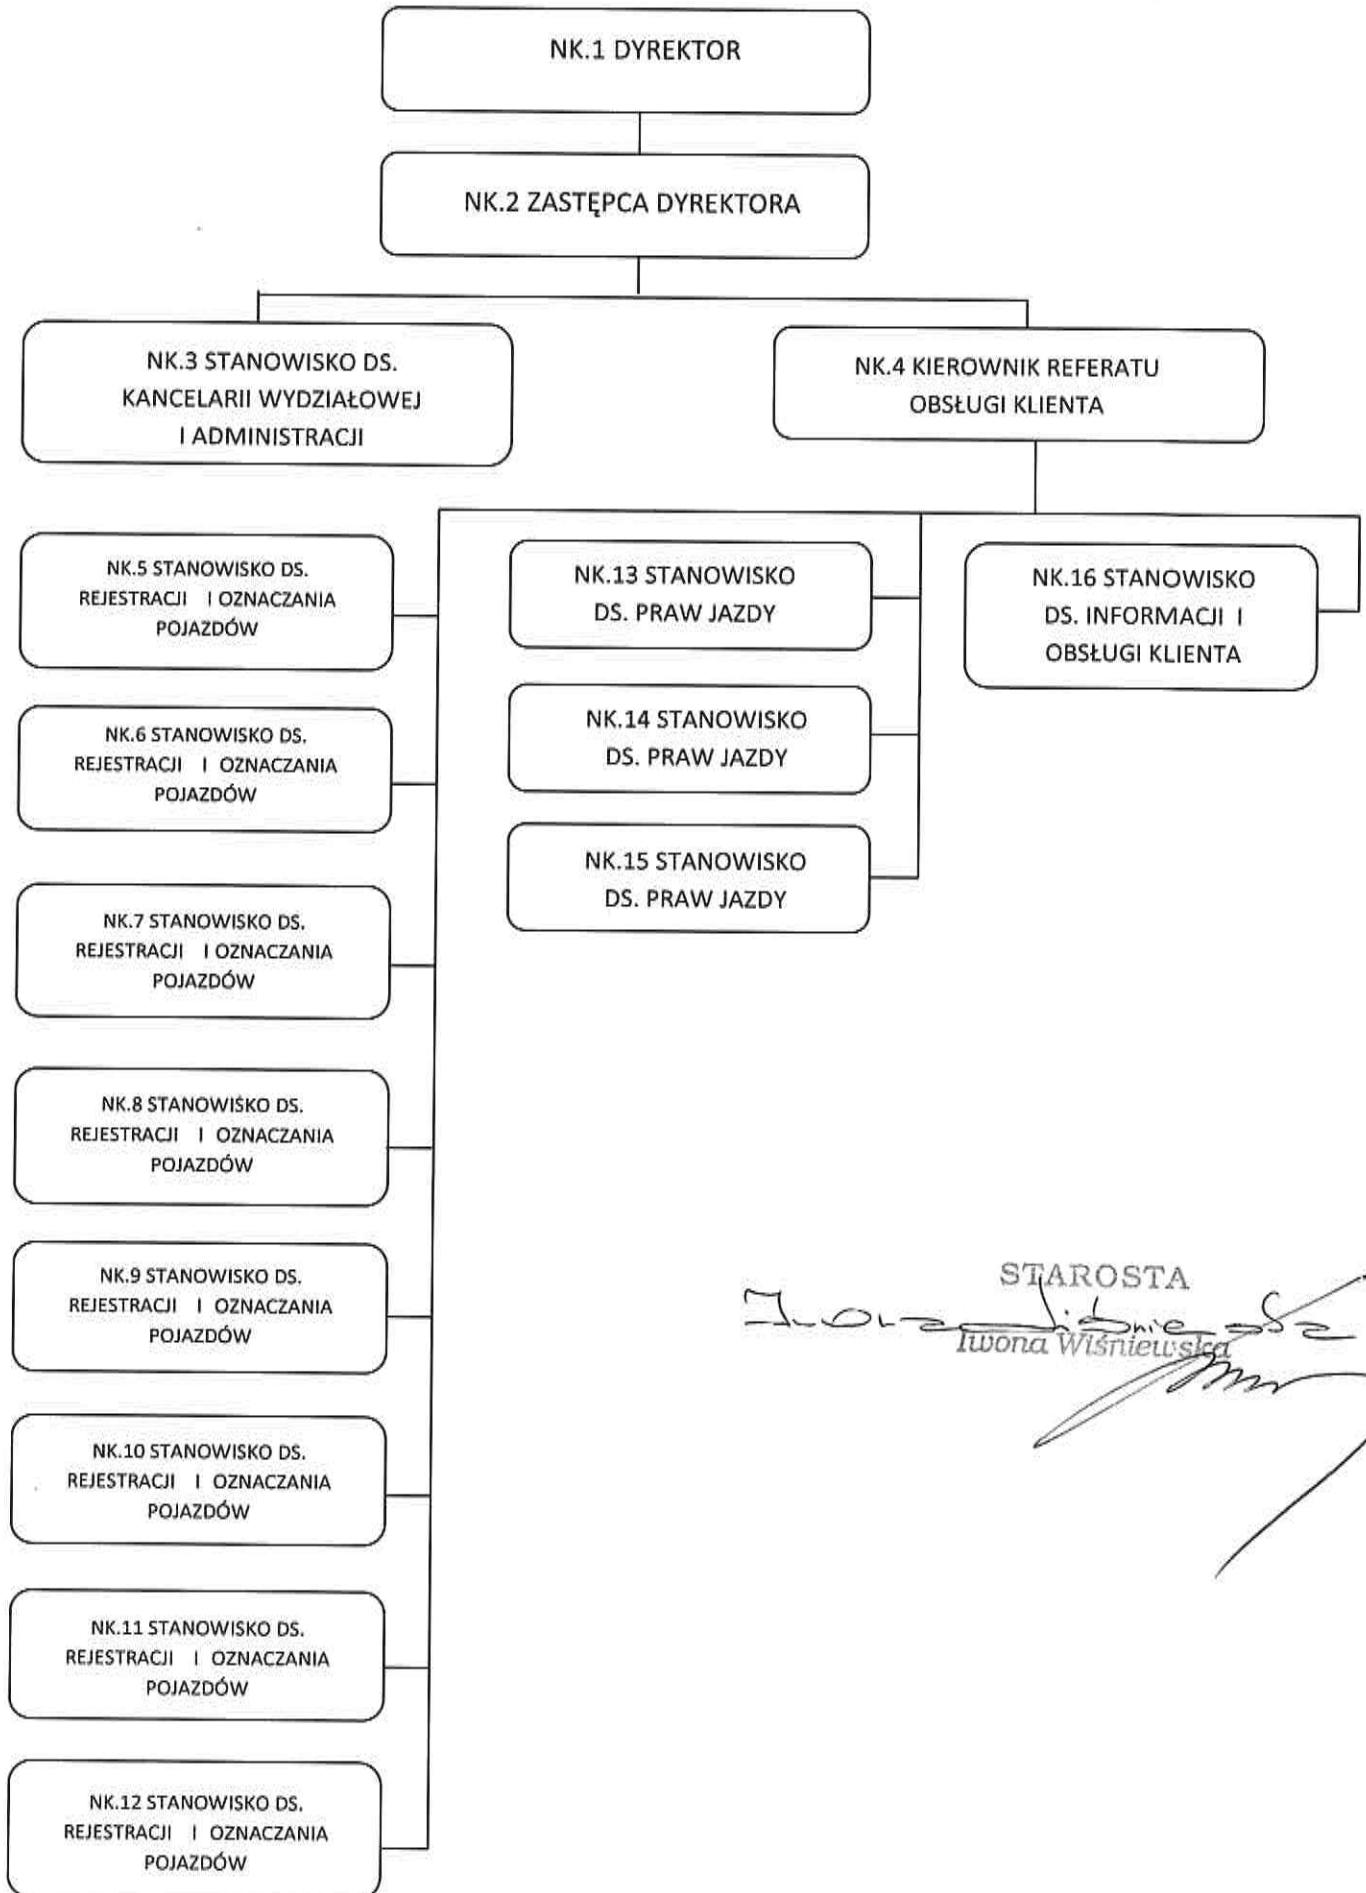 NK.1 DYREKTOR
NK.2 ZASTĘPCA DYREKTORA
NK.3 STANOWISKO DS.
KANCELARII WYDZIAŁOWEJ
I ADMINISTRACJI
NK.4 KIEROWNIK REFERATU
OBSŁUGI KLIENTA
NK.5 STANOWISKO DS.
REJESTRACJI I OZNACZANIA
POJAZDÓW
NK.6 STANOWISKO DS.
REJESTRACJI I OZNACZANIA
POJAZDÓW
NK.7 STANOWISKO DS.
REJESTRACJI I OZNACZANIA
POJAZDÓW
NK.8 STANOWISKO DS.
REJESTRACJI I OZNACZANIA
POJAZDÓW
NK.9 STANOWISKO DS.
REJESTRACJI I OZNACZANIA
POJAZDÓW
NK.10 STANOWISKO DS.
REJESTRACJI I OZNACZANIA
POJAZDÓW
NK.11 STANOWISKO DS.
REJESTRACJI I OZNACZANIA
POJAZDÓW
NK.12 STANOWISKO DS.
REJESTRACJI I OZNACZANIA
POJAZDÓW
NK.13 STANOWISKO
DS. PRAW JAZDY
NK.14 STANOWISKO
DS. PRAW JAZDY
NK.15 STANOWISKO
DS. PRAW JAZDY
NK.16 STANOWISKO
DS. INFORMACJI I
OBSŁUGI KLIENTA
STAROSTA
Iwona Wiśniewska